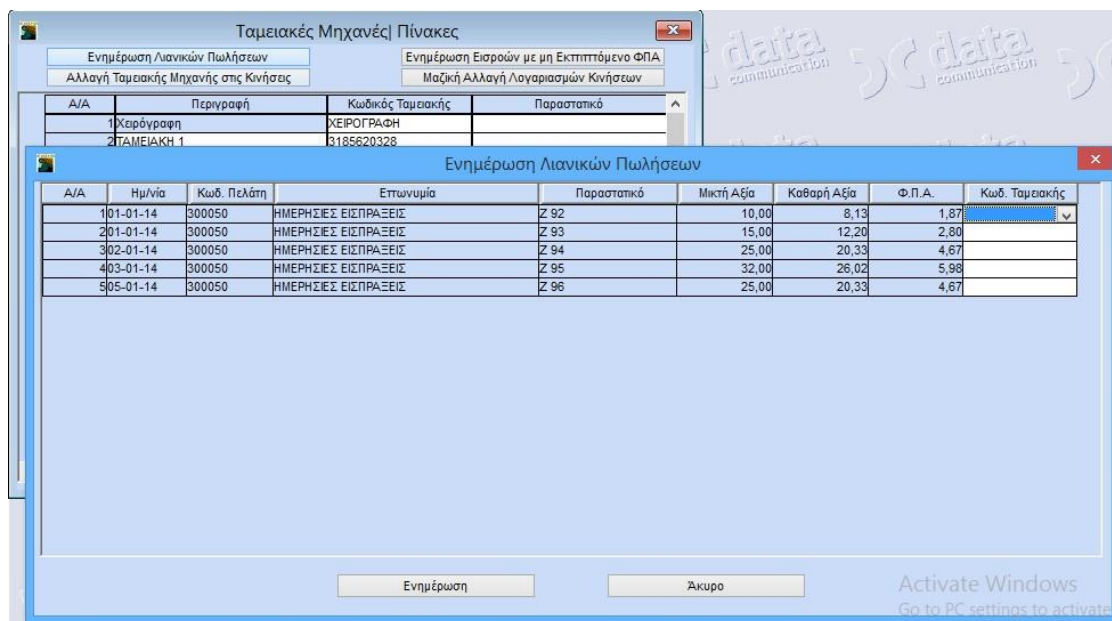 Ταμειακές Μηχανές| Πίνακες
Ενημέρωση Λιανικών Πωλήσεων Ενημέρωση Εισροών με μη Εκπιπτόμενο ΦΠΑ
Αλλαγή Ταμειακής Μηχανής στις Κινήσεις Μαζική Αλλαγή Λογαριασμών Κινήσεων
Α/Α Περιγραφή Κωδικός Ταμειακής Παραστατικό
1 Χειρόγραφη ΧΕΙΡΟΓΡΑΦΗ
2 ΤΑΜΕΙΑΚΗ 1 3185620328
data communication
data communication
Ενημέρωση Λιανικών Πωλήσεων
Α/Α Ημ/νία Κωδ. Πελάτη Επωνυμία Παραστατικό Μικτή Αξία Καθαρή Αξία Φ.Π.Α. Κωδ. Ταμειακής
1 01-01-14 300050 ΗΜΕΡΗΣΙΕΣ ΕΙΣΠΡΑΞΕΙΣ Z 92 10,00 8,13 1,87
2 01-01-14 300050 ΗΜΕΡΗΣΙΕΣ ΕΙΣΠΡΑΞΕΙΣ Z 93 15,00 12,20 2,80
3 02-01-14 300050 ΗΜΕΡΗΣΙΕΣ ΕΙΣΠΡΑΞΕΙΣ Z 94 25,00 20,33 4,67
4 03-01-14 300050 ΗΜΕΡΗΣΙΕΣ ΕΙΣΠΡΑΞΕΙΣ Z 95 32,00 26,02 5,98
5 05-01-14 300050 ΗΜΕΡΗΣΙΕΣ ΕΙΣΠΡΑΞΕΙΣ Z 96 25,00 20,33 4,67
Ενημέρωση Άκυρο
Activate Windows
Go to PC settings to activate